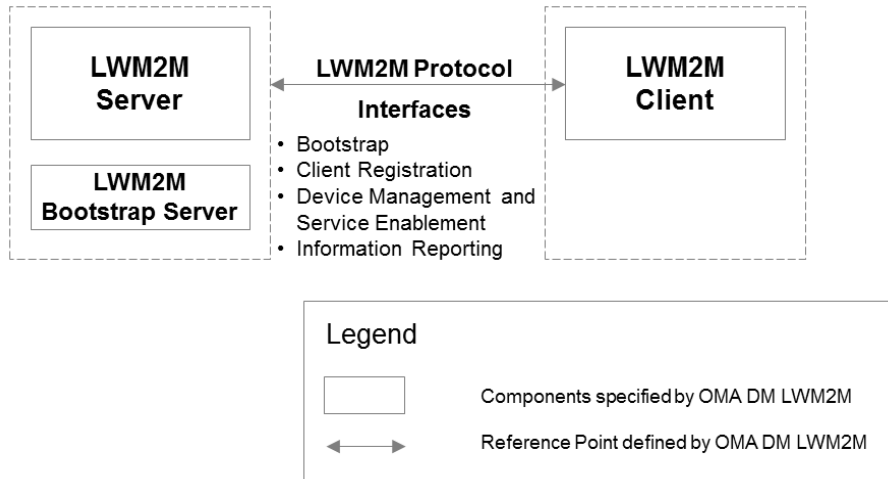 LWM2M
Server
LWM2M
Bootstrap Server
LWM2M Protocol
Interfaces
• Bootstrap
• Client Registration
• Device Management and
Service Enablement
• Information Reporting
LWM2M
Client
Legend
Components specified by OMA DM LWM2M
Reference Point defined by OMA DM LWM2M